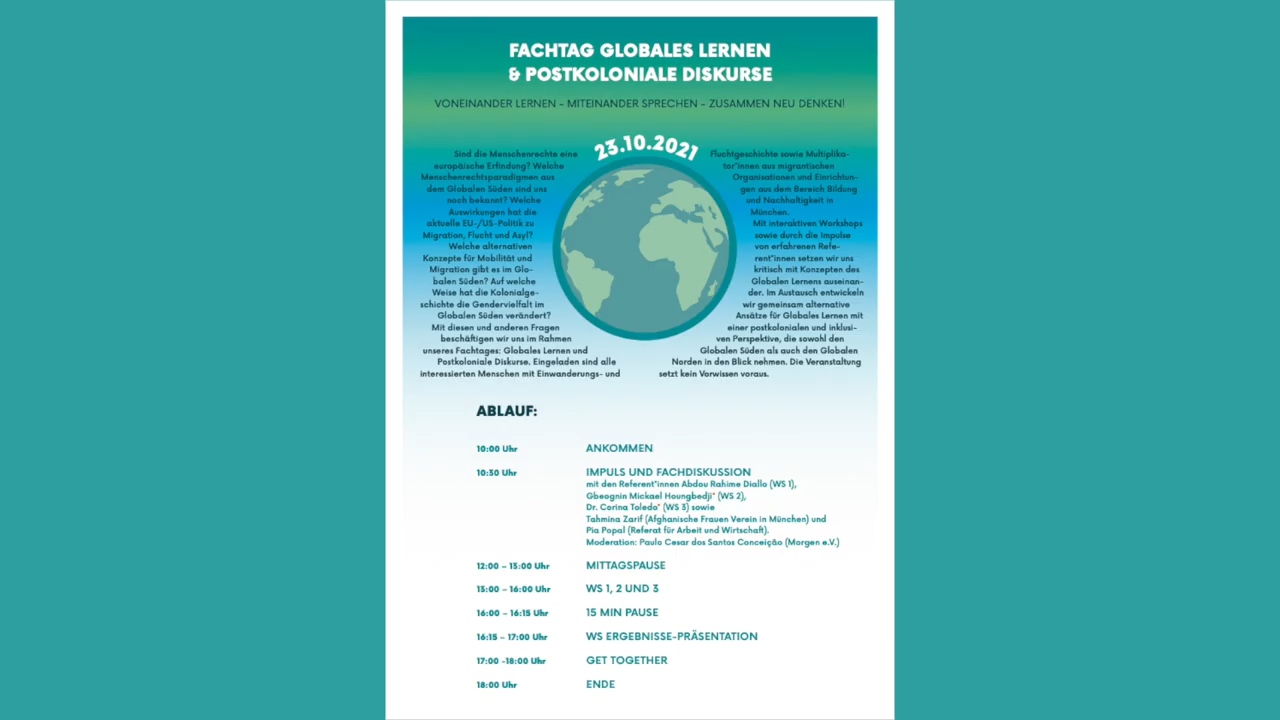 FACHTAG GLOBALES LERNEN
& POSTKOLONIALE DISKURSE
VONEINANDER LERNEN – MITEINANDER SPRECHEN – ZUSAMMEN NEU DENKEN!
23.10.2021
Sind die Menschenrechte eine
europäische Erfindung? Welche
Menschenrechtsparadigmen aus
dem Globalen Süden sind uns
noch bekannt? Welche
Auswirkungen hat die
aktuelle EU-/US-Politik zu
Migration, Flucht und Asyl?
Welche alternativen
Konzepte für Mobilität und
Migration gibt es im Glo-
balen Süden? Auf welche
Weise hat die Kolonialge-
schichte die Gendervielfalt im
Globalen Süden verändert?
Mit diesen und anderen Fragen
beschäftigen wir uns im Rahmen
unseres Fachtages: Globales Lernen und
Postkoloniale Diskurse. Eingeladen sind alle
interessierten Menschen mit Einwanderungs- und
Fluchtgeschichte sowie Multiplika-
tor*innen aus migrantischen
Organisationen und Einrichtun-
gen aus dem Bereich Bildung
und Nachhaltigkeit in
München.
Mit interaktiven Workshops
sowie durch die Impulse
von erfahrenen Refe-
rent*innen setzen wir uns
kritisch mit Konzepten des
Globalen Lernens auseinan-
der. Im Austausch entwickeln
wir gemeinsam alternative
Ansätze für Globales Lernen mit
einer postkolonialen und inklusi-
ven Perspektive, die sowohl den
Globalen Süden als auch den Globalen
Norden in den Blick nehmen. Die Veranstaltung
setzt kein Vorwissen voraus.
ABLAUF:
10:00 Uhr ANKOMMEN
10:30 Uhr IMPULS UND FACHDISKUSSION
mit den Referent*innen Abdou Rahime Diallo (WS 1),
Gbeognin Mickael Houngbedji* (WS 2),
Dr. Corina Toledo* (WS 3) sowie
Tahmina Zarif (Afghanische Frauen Verein in München) und
Pia Popal (Referat für Arbeit und Wirtschaft).
Moderation: Paulo Cesar dos Santos Conceição (Morgen e.V.)
12:00 – 13:00 Uhr MITTAGSPAUSE
13:00 – 16:00 Uhr WS 1, 2 UND 3
16:00 – 16:15 Uhr 15 MIN PAUSE
16:15 – 17:00 Uhr WS ERGEBNISSE-PRÄSENTATION
17:00 -18:00 Uhr GET TOGETHER
18:00 Uhr ENDE